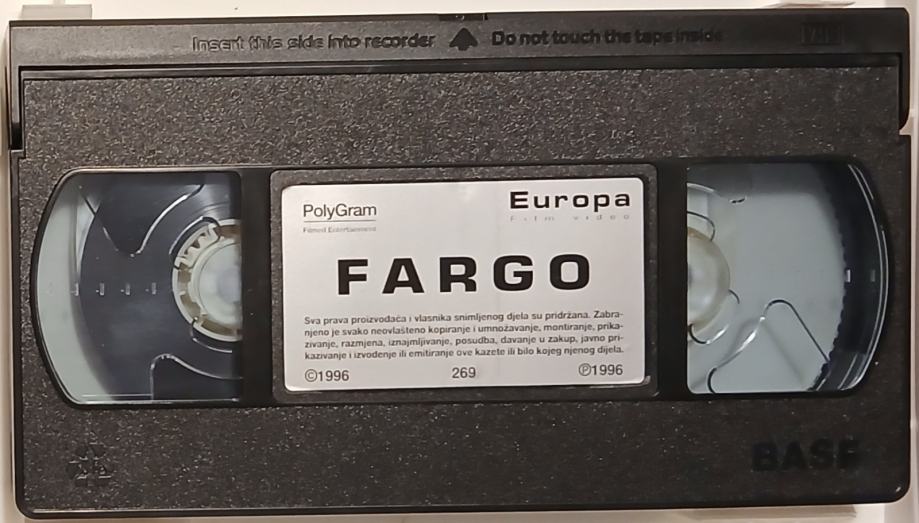 Insert this side into recorder Do not touch the tape inside
PolyGram
Filmed Entertainment
Europa
Film video
FARGO
Sva prava proizvođača i vlasnika snimljenog djela su pridržana. Zabra-
njeno je svako neovlašteno kopiranje i umnožavanje, montiranje, prika-
zivanje, razmjena, iznajmljivanje, posudba, davanje u zakup, javno pri-
kazivanje i izvođenje ili emitiranje ove kazete ili bilo kojeg njenog dijela.
©1996 269 ℗1996
BASF